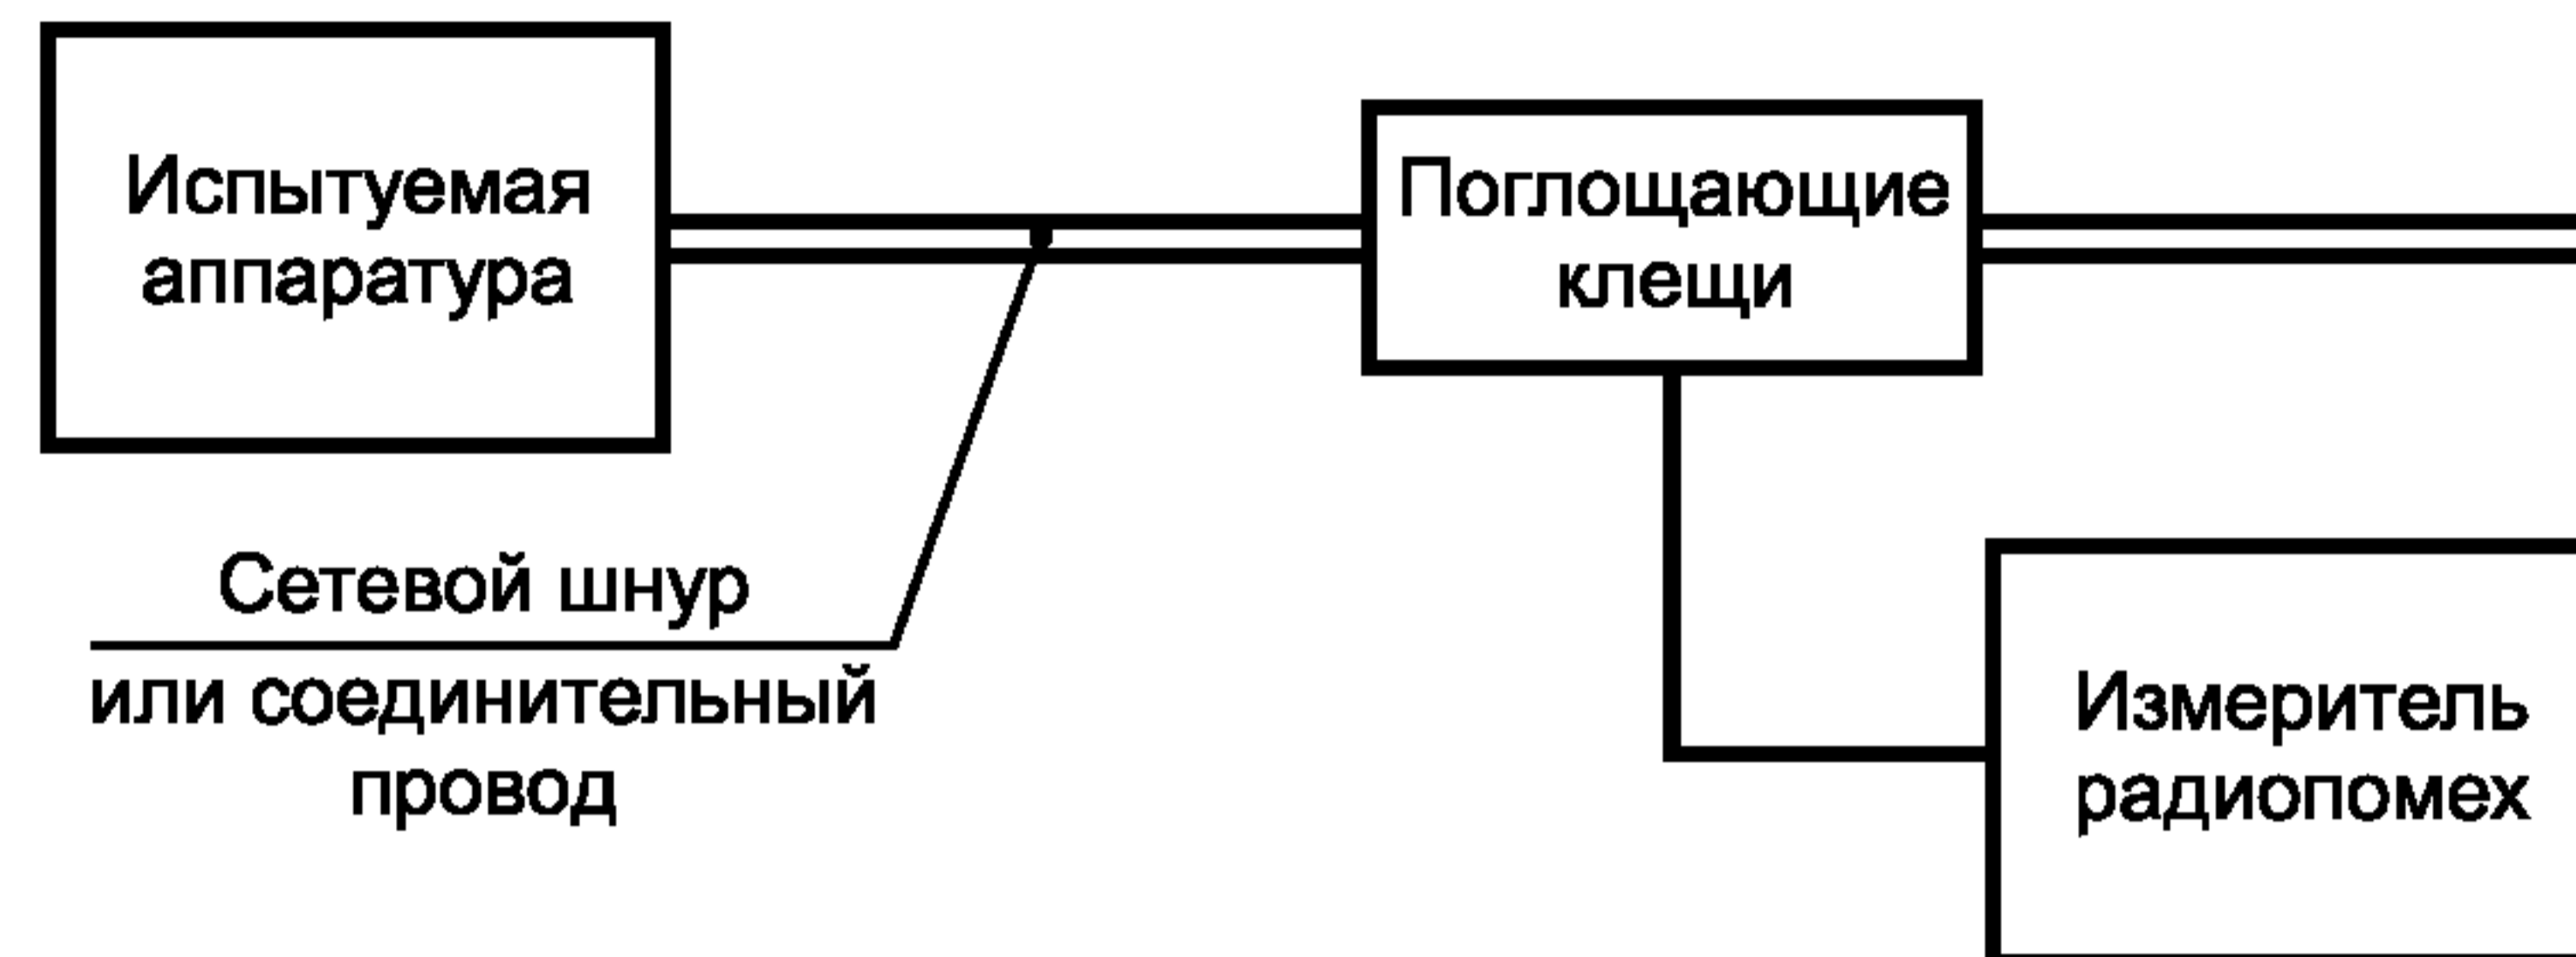 Испытуемая
аппаратура
Поглощающие
клещи
Сетевой шнур
или соединительный
провод
Измеритель
радиопомех